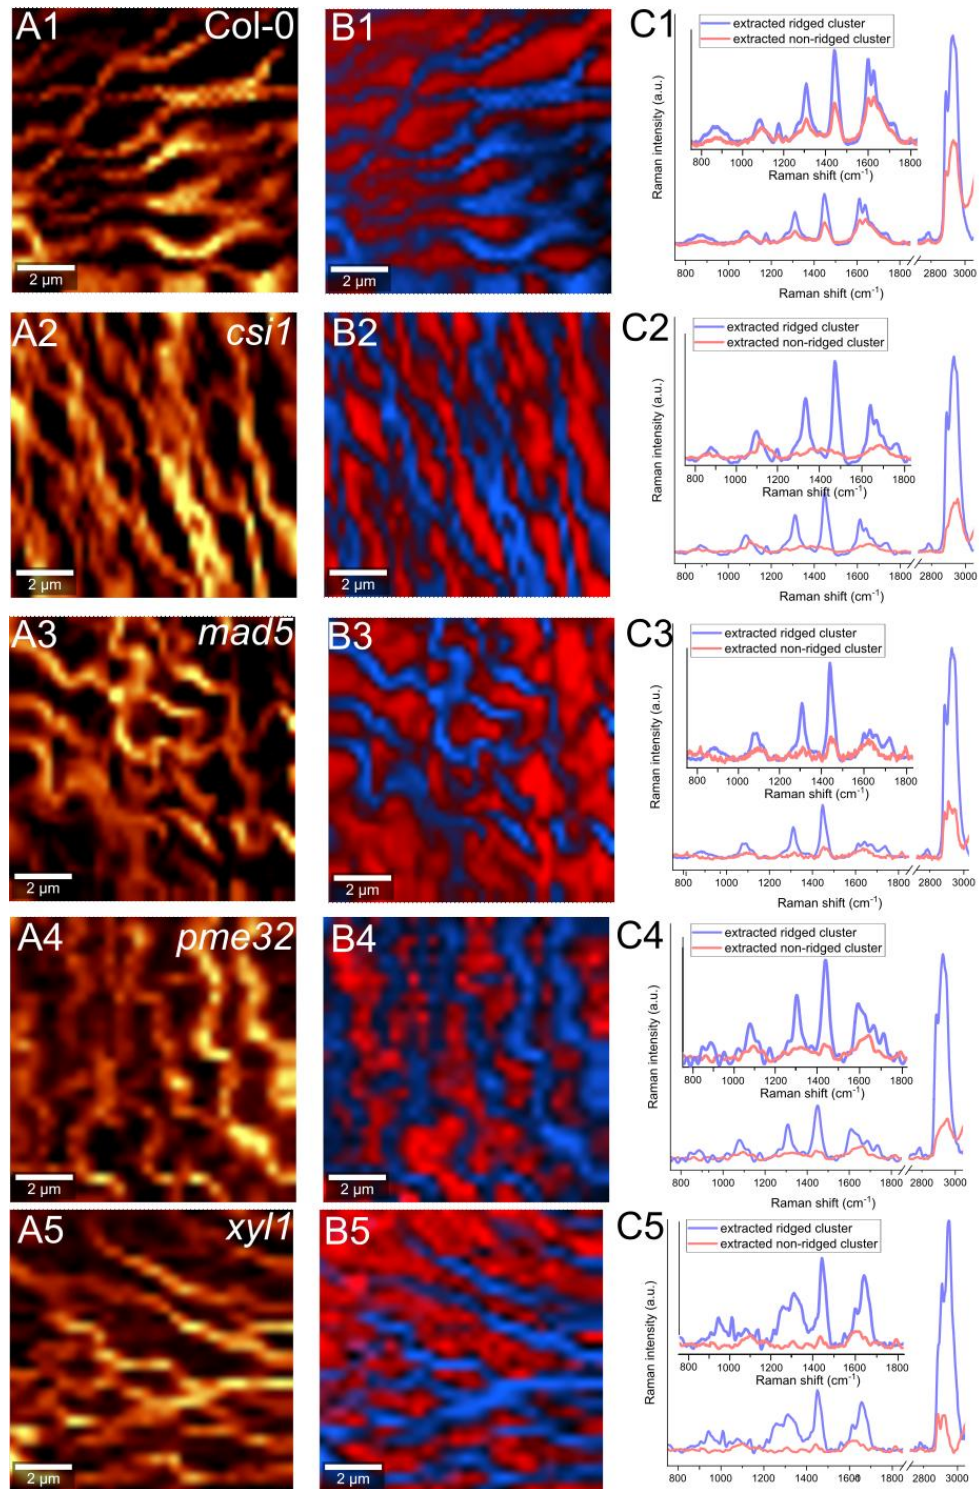 A1 Col-0
2 µm
B1
2 µm
C1
extracted ridged cluster
extracted non-ridged cluster
800 1000 1200 1400 1600 1800
Raman shift (cm⁻¹)
Raman intensity (a.u.)
800 1000 1200 1400 1600 1800 2800 3000
Raman shift (cm⁻¹)
A2 csi1
2 µm
B2
2 µm
C2
extracted ridged cluster
extracted non-ridged cluster
800 1000 1200 1400 1600 1800
Raman shift (cm⁻¹)
Raman intensity (a.u.)
800 1000 1200 1400 1600 1800 2800 3000
Raman shift (cm⁻¹)
A3 mad5
2 µm
B3
2 µm
C3
extracted ridged cluster
extracted non-ridged cluster
800 1000 1200 1400 1600 1800
Raman shift (cm⁻¹)
Raman intensity (a.u.)
800 1000 1200 1400 1600 1800 2800 3000
Raman shift (cm⁻¹)
A4 pme32
2 µm
B4
2 µm
C4
extracted ridged cluster
extracted non-ridged cluster
800 1000 1200 1400 1600 1800
Raman shift (cm⁻¹)
Raman intensity (a.u.)
800 1000 1200 1400 1600 1800 2800 3000
Raman shift (cm⁻¹)
A5 xyl1
2 µm
B5
2 µm
C5
extracted ridged cluster
extracted non-ridged cluster
800 1000 1200 1400 1600 1800
Raman shift (cm⁻¹)
Raman intensity (a.u.)
800 1000 1200 1400 1600 1800 2800 3000
Raman shift (cm⁻¹)